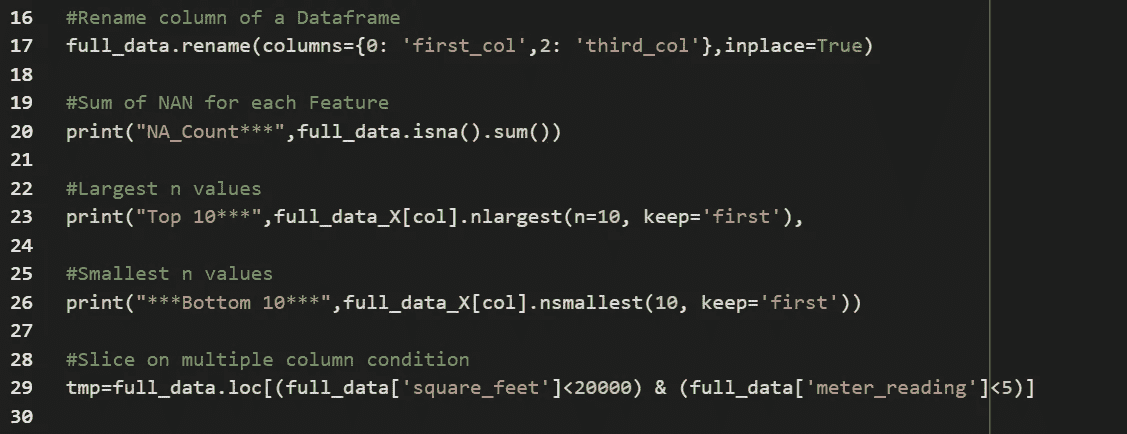 16 #Rename column of a Dataframe
17 full_data.rename(columns={0: 'first_col',2: 'third_col'},inplace=True)
18
19 #Sum of NAN for each Feature
20 print("NA_Count***",full_data.isna().sum())
21
22 #Largest n values
23 print("Top 10***",full_data_X[col].nlargest(n=10, keep='first'),
24
25 #Smallest n values
26 print("***Bottom 10***",full_data_X[col].nsmallest(10, keep='first'))
27
28 #Slice on multiple column condition
29 tmp=full_data.loc[(full_data['square_feet']<20000) & (full_data['meter_reading']<5)]
30